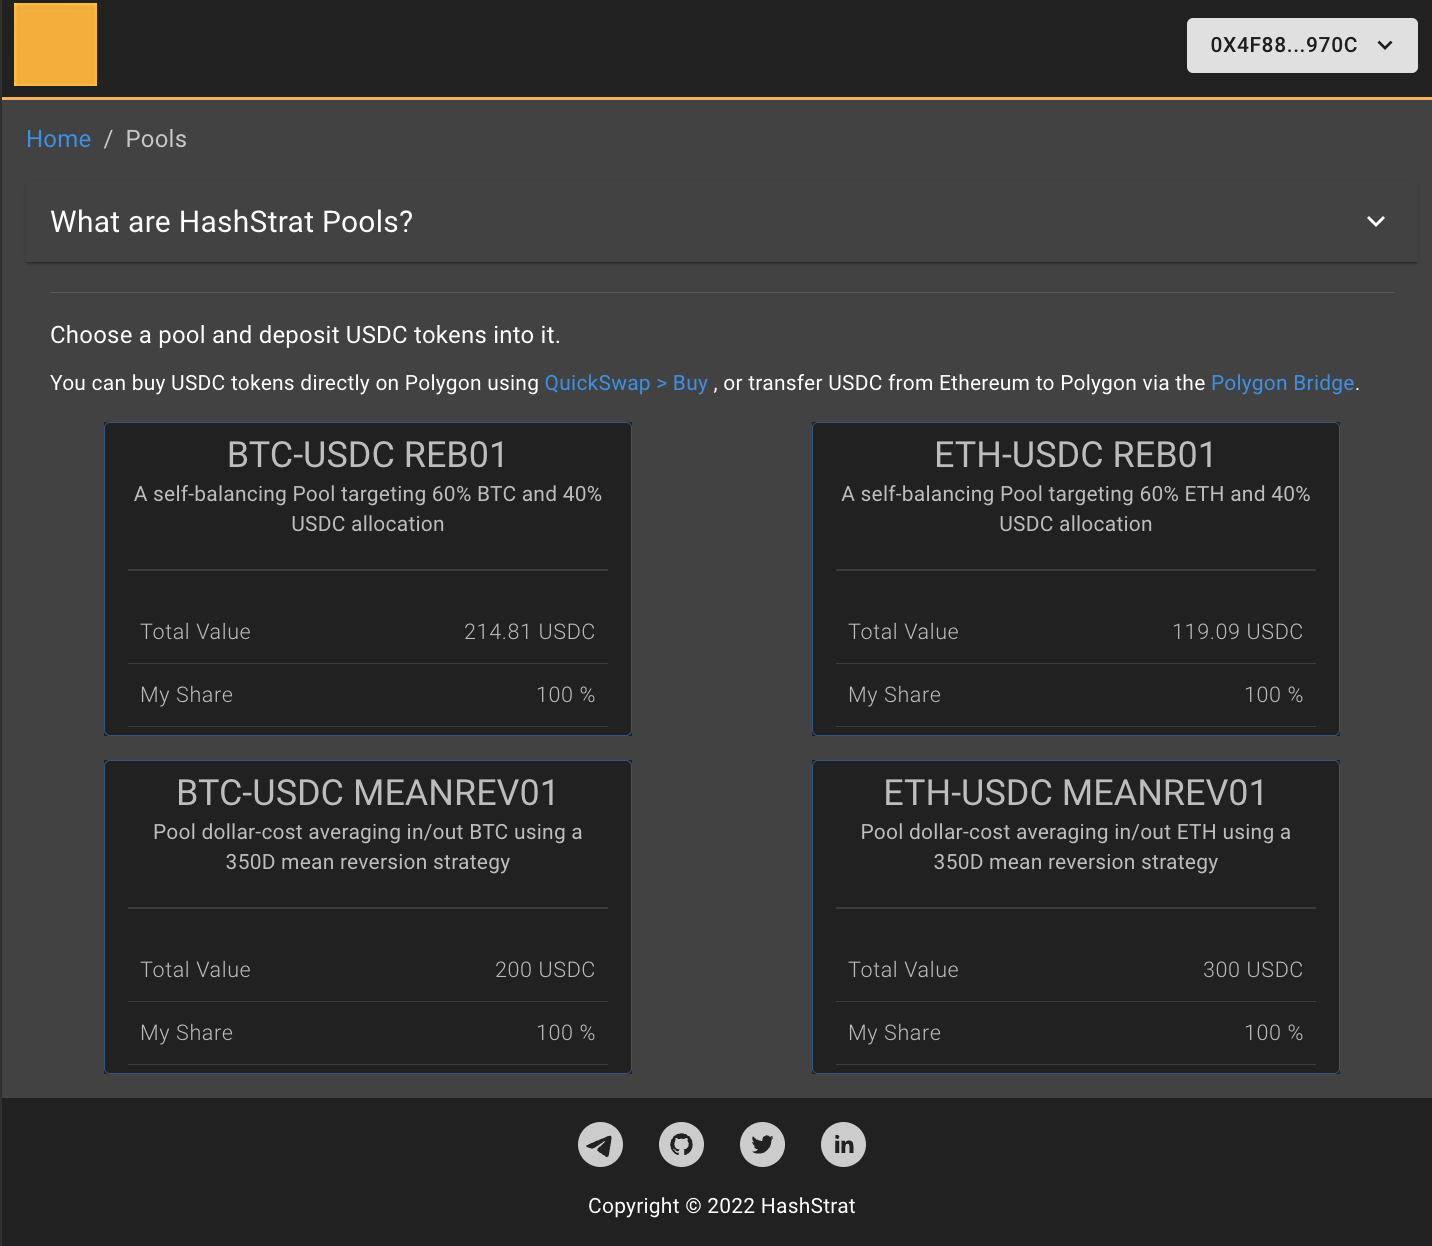 0X4F88...970C
Home / Pools
What are HashStrat Pools?
Choose a pool and deposit USDC tokens into it.
You can buy USDC tokens directly on Polygon using QuickSwap > Buy , or transfer USDC from Ethereum to Polygon via the Polygon Bridge.
BTC-USDC REB01
A self-balancing Pool targeting 60% BTC and 40%
USDC allocation
Total Value 214.81 USDC
My Share 100 %
ETH-USDC REB01
A self-balancing Pool targeting 60% ETH and 40%
USDC allocation
Total Value 119.09 USDC
My Share 100 %
BTC-USDC MEANREV01
Pool dollar-cost averaging in/out BTC using a
350D mean reversion strategy
Total Value 200 USDC
My Share 100 %
ETH-USDC MEANREV01
Pool dollar-cost averaging in/out ETH using a
350D mean reversion strategy
Total Value 300 USDC
My Share 100 %
in
Copyright © 2022 HashStrat